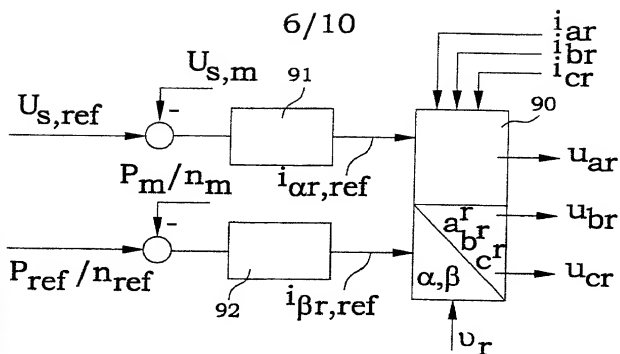 6/10
i_ar
i_br
i_cr
U_s,m
91
90
U_s,ref
-
u_ar
i_αr,ref
P_m/n_m
-
a^r
b^r
c^r
u_br
P_ref/n_ref
92
i_βr,ref
α,β
u_cr
υ_r